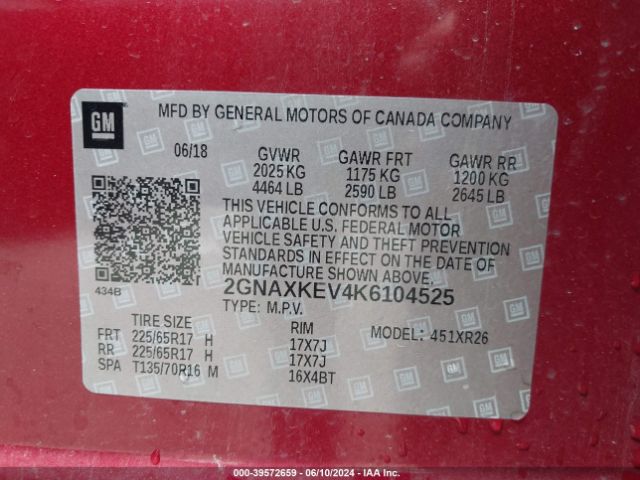 GM
MFD BY GENERAL MOTORS OF CANADA COMPANY
06/18 GVWR GAWR FRT GAWR RR
2025 KG 1175 KG 1200 KG
4464 LB 2590 LB 2645 LB
THIS VEHICLE CONFORMS TO ALL
APPLICABLE U.S. FEDERAL MOTOR
VEHICLE SAFETY AND THEFT PREVENTION
STANDARDS IN EFFECT ON THE DATE OF
MANUFACTURE SHOWN ABOVE.
434B
2GNAXKEV4K6104525
TYPE: M.P.V.
TIRE SIZE RIM MODEL: 451XR26
FRT 225/65R17 H 17X7J
RR 225/65R17 H 17X7J
SPA T135/70R16 M 16X4BT
000-39572659 - 06/10/2024 - IAA Inc.